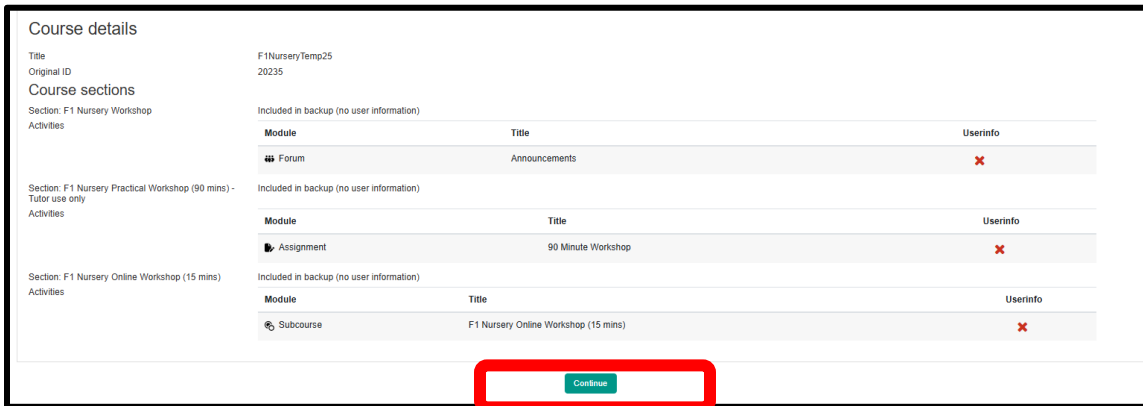 Course details
Title F1NurseryTemp25
Original ID 20235
Course sections
Section: F1 Nursery Workshop Included in backup (no user information)
Activities
Module Title Userinfo
Forum Announcements
Section: F1 Nursery Practical Workshop (90 mins) - Included in backup (no user information)
Tutor use only
Activities
Module Title Userinfo
Assignment 90 Minute Workshop
Section: F1 Nursery Online Workshop (15 mins) Included in backup (no user information)
Activities
Module Title Userinfo
Subcourse F1 Nursery Online Workshop (15 mins)
Continue